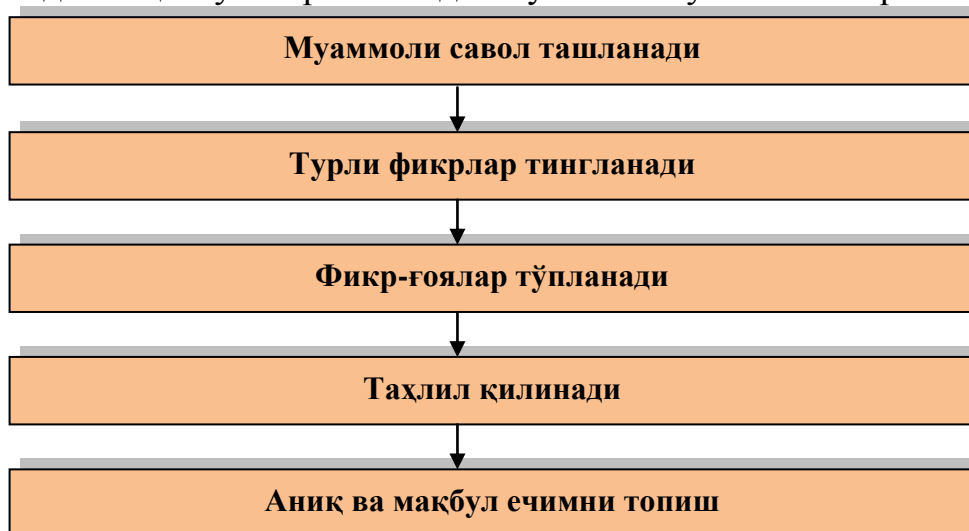 Муаммоли савол ташланади
Турли фикрлар тингланади
Фикр-ғоялар тўпланади
Таҳлил қилинади
Аниқ ва мақбул ечимни топиш